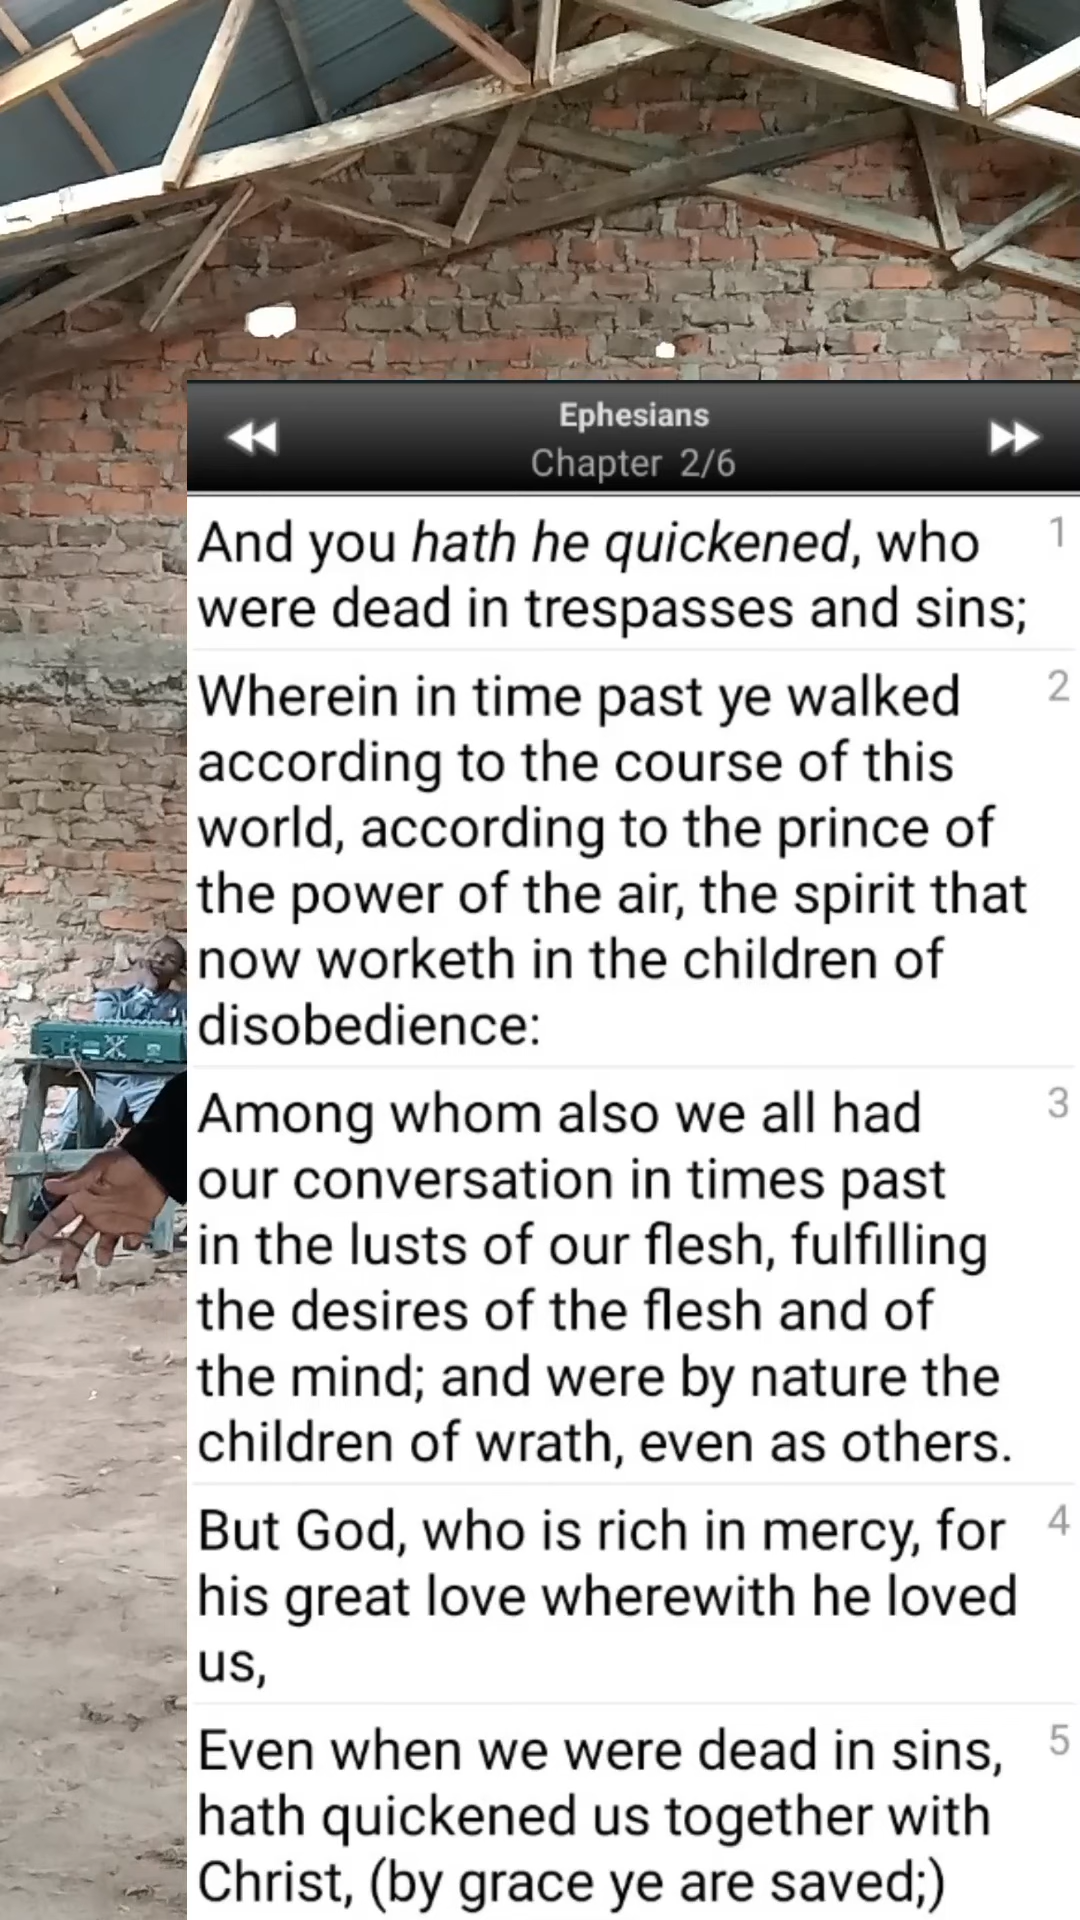 Ephesians
Chapter 2/6
And you hath he quickened, who 1
were dead in trespasses and sins;
Wherein in time past ye walked 2
according to the course of this
world, according to the prince of
the power of the air, the spirit that
now worketh in the children of
disobedience:
Among whom also we all had 3
our conversation in times past
in the lusts of our flesh, fulfilling
the desires of the flesh and of
the mind; and were by nature the
children of wrath, even as others.
But God, who is rich in mercy, for 4
his great love wherewith he loved
us,
Even when we were dead in sins, 5
hath quickened us together with
Christ, (by grace ye are saved;)